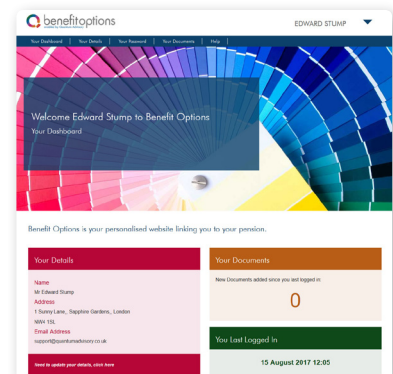 benefitoptions
EDWARD STUMP
Your Dashboard | Your Details | Your Password | Your Documents | Help |
Welcome Edward Stump to Benefit Options
Your Dashboard
Benefit Options is your personalised website linking you to your pension.
Your Details
Name
Mr Edward Stump
Address
1 Sunny Lane,, Sapphire Gardens,, London
NW4 1SL
Email Address
support@quantumadvisory.co.uk
Need to update your details, click here
Your Documents
New Documents added since you last logged in:
0
You Last Logged In
15 August 2017 12:05